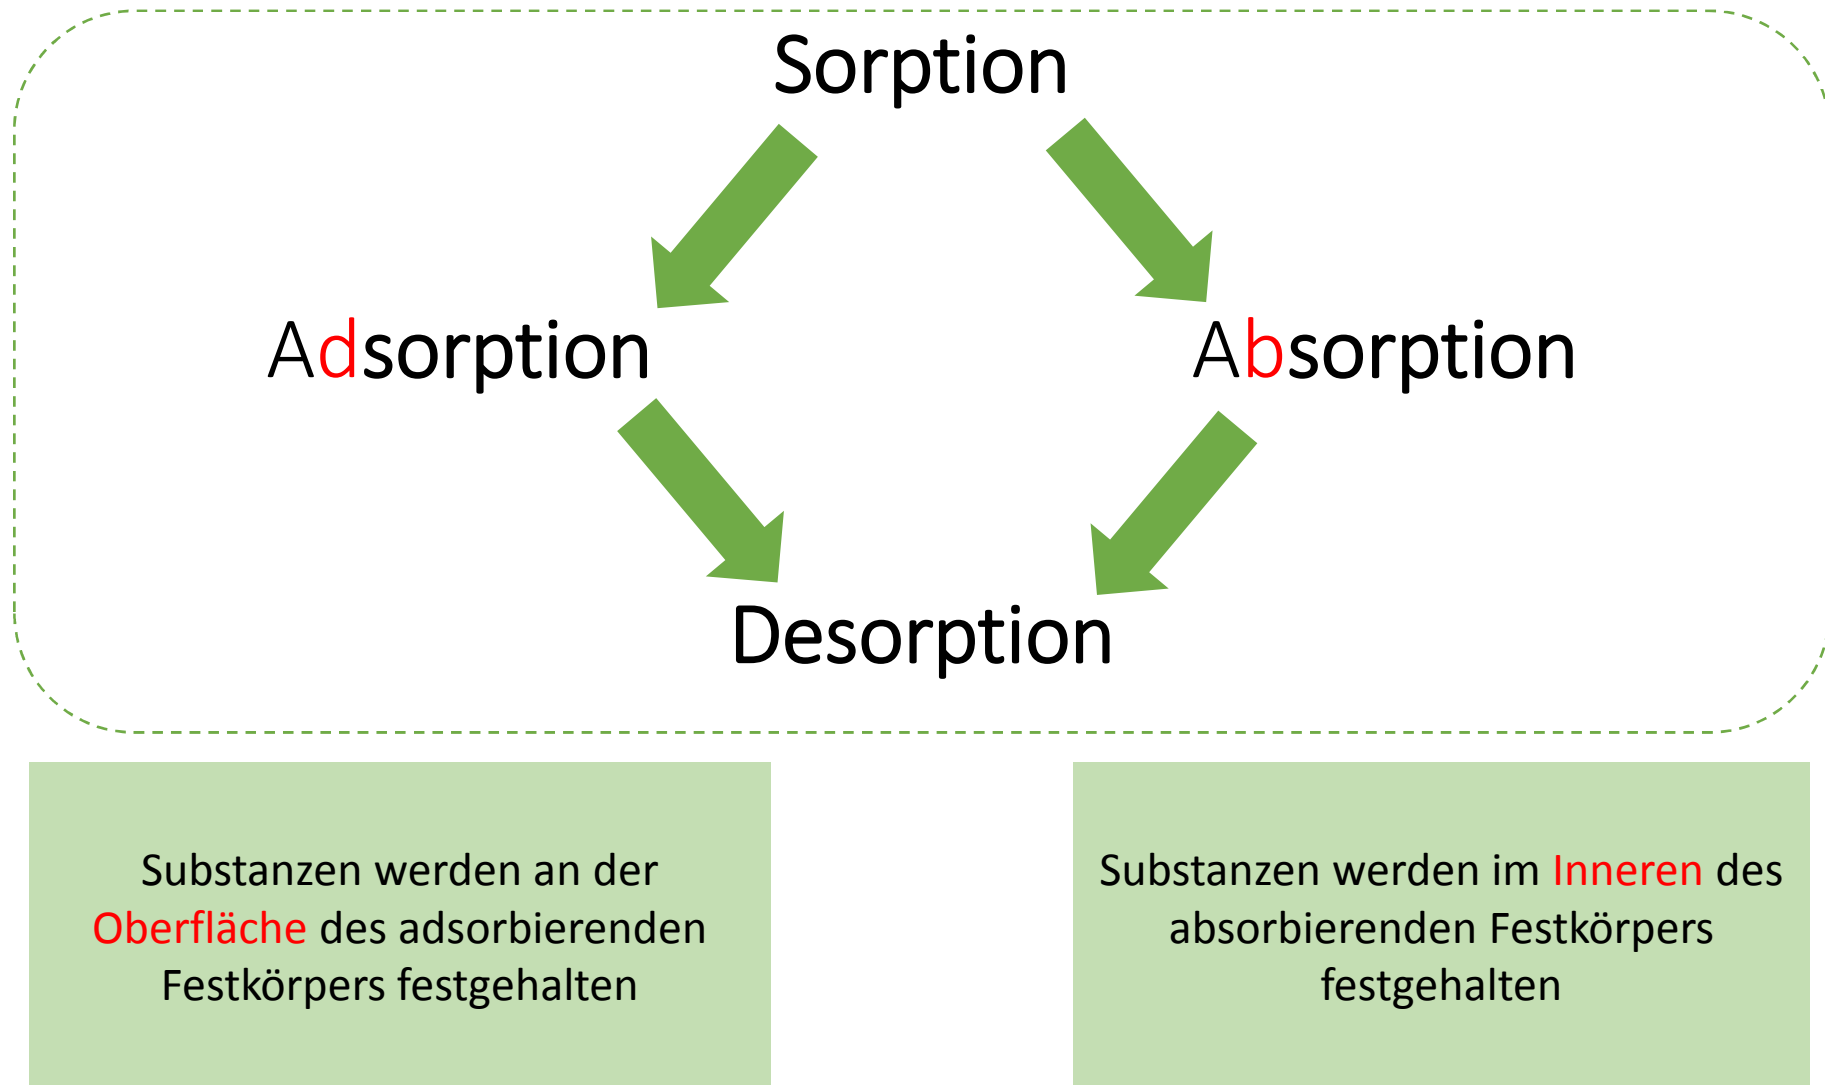 Sorption
Adsorption
Absorption
Desorption
Substanzen werden an der
Oberfläche des adsorbierenden
Festkörpers festgehalten
Substanzen werden im Inneren des
absorbierenden Festkörpers
festgehalten